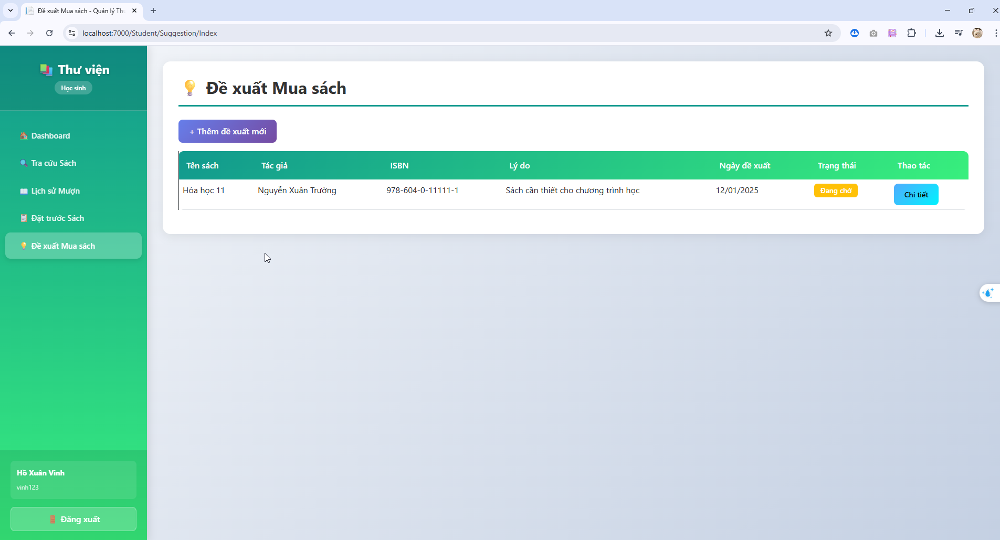 Đề xuất Mua sách - Quản lý Thư
localhost:7000/Student/Suggestion/Index
Thư viện
Học sinh
Dashboard
Tra cứu Sách
Lịch sử Mượn
Đặt trước Sách
Đề xuất Mua sách
Hồ Xuân Vinh
vinh123
Đăng xuất
Đề xuất Mua sách
+ Thêm đề xuất mới
Tên sách Tác giả ISBN Lý do Ngày đề xuất Trạng thái Thao tác
Hóa học 11 Nguyễn Xuân Trường 978-604-0-11111-1 Sách cần thiết cho chương trình học 12/01/2025 Đang chờ Chi tiết